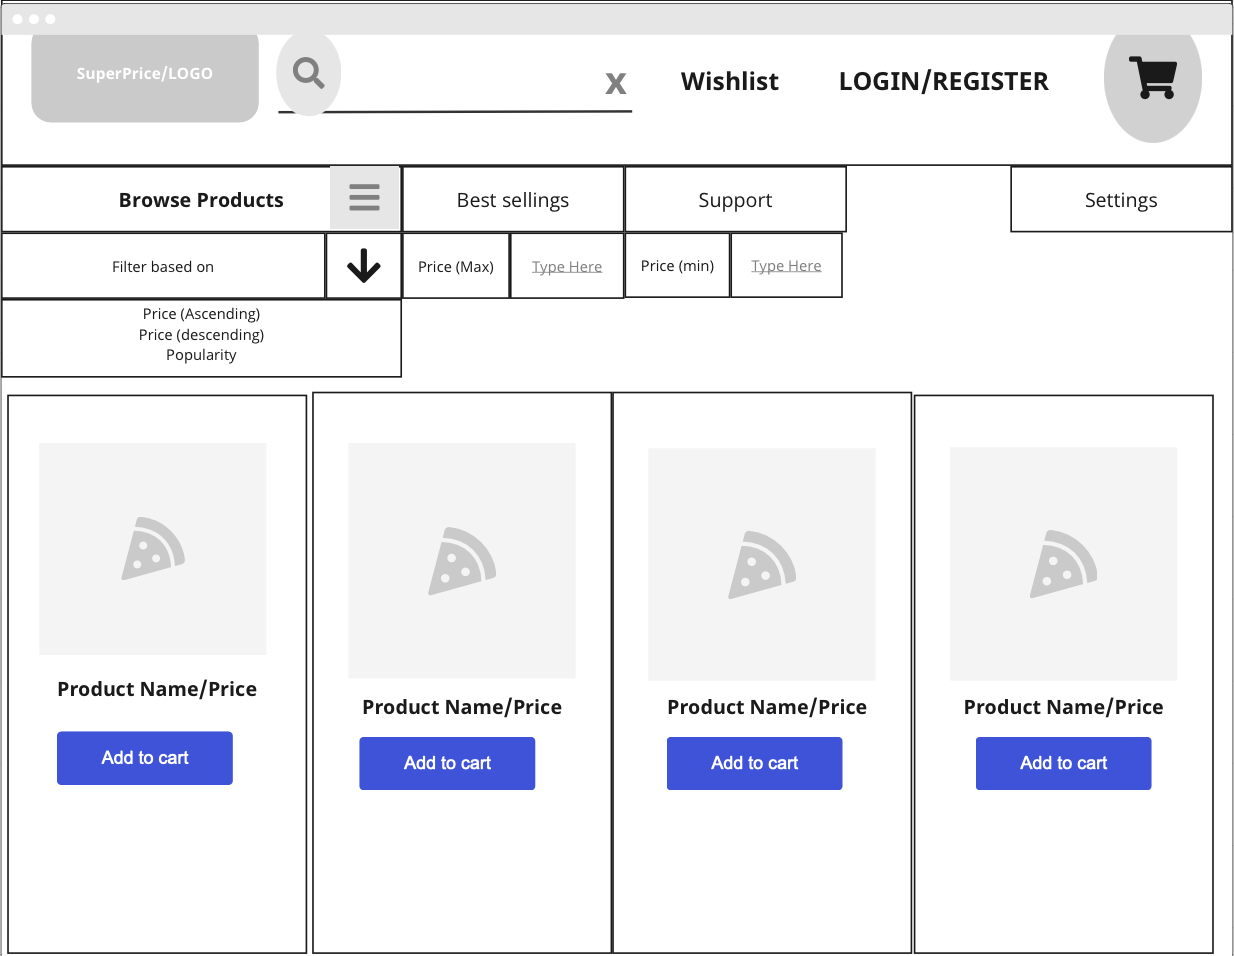 SuperPrice/LOGO
X
Wishlist
LOGIN/REGISTER
Browse Products
Best sellings
Support
Settings
Filter based on
Price (Max)
Type Here
Price (min)
Type Here
Price (Ascending)
Price (descending)
Popularity
Product Name/Price
Product Name/Price
Product Name/Price
Product Name/Price
Add to cart
Add to cart
Add to cart
Add to cart